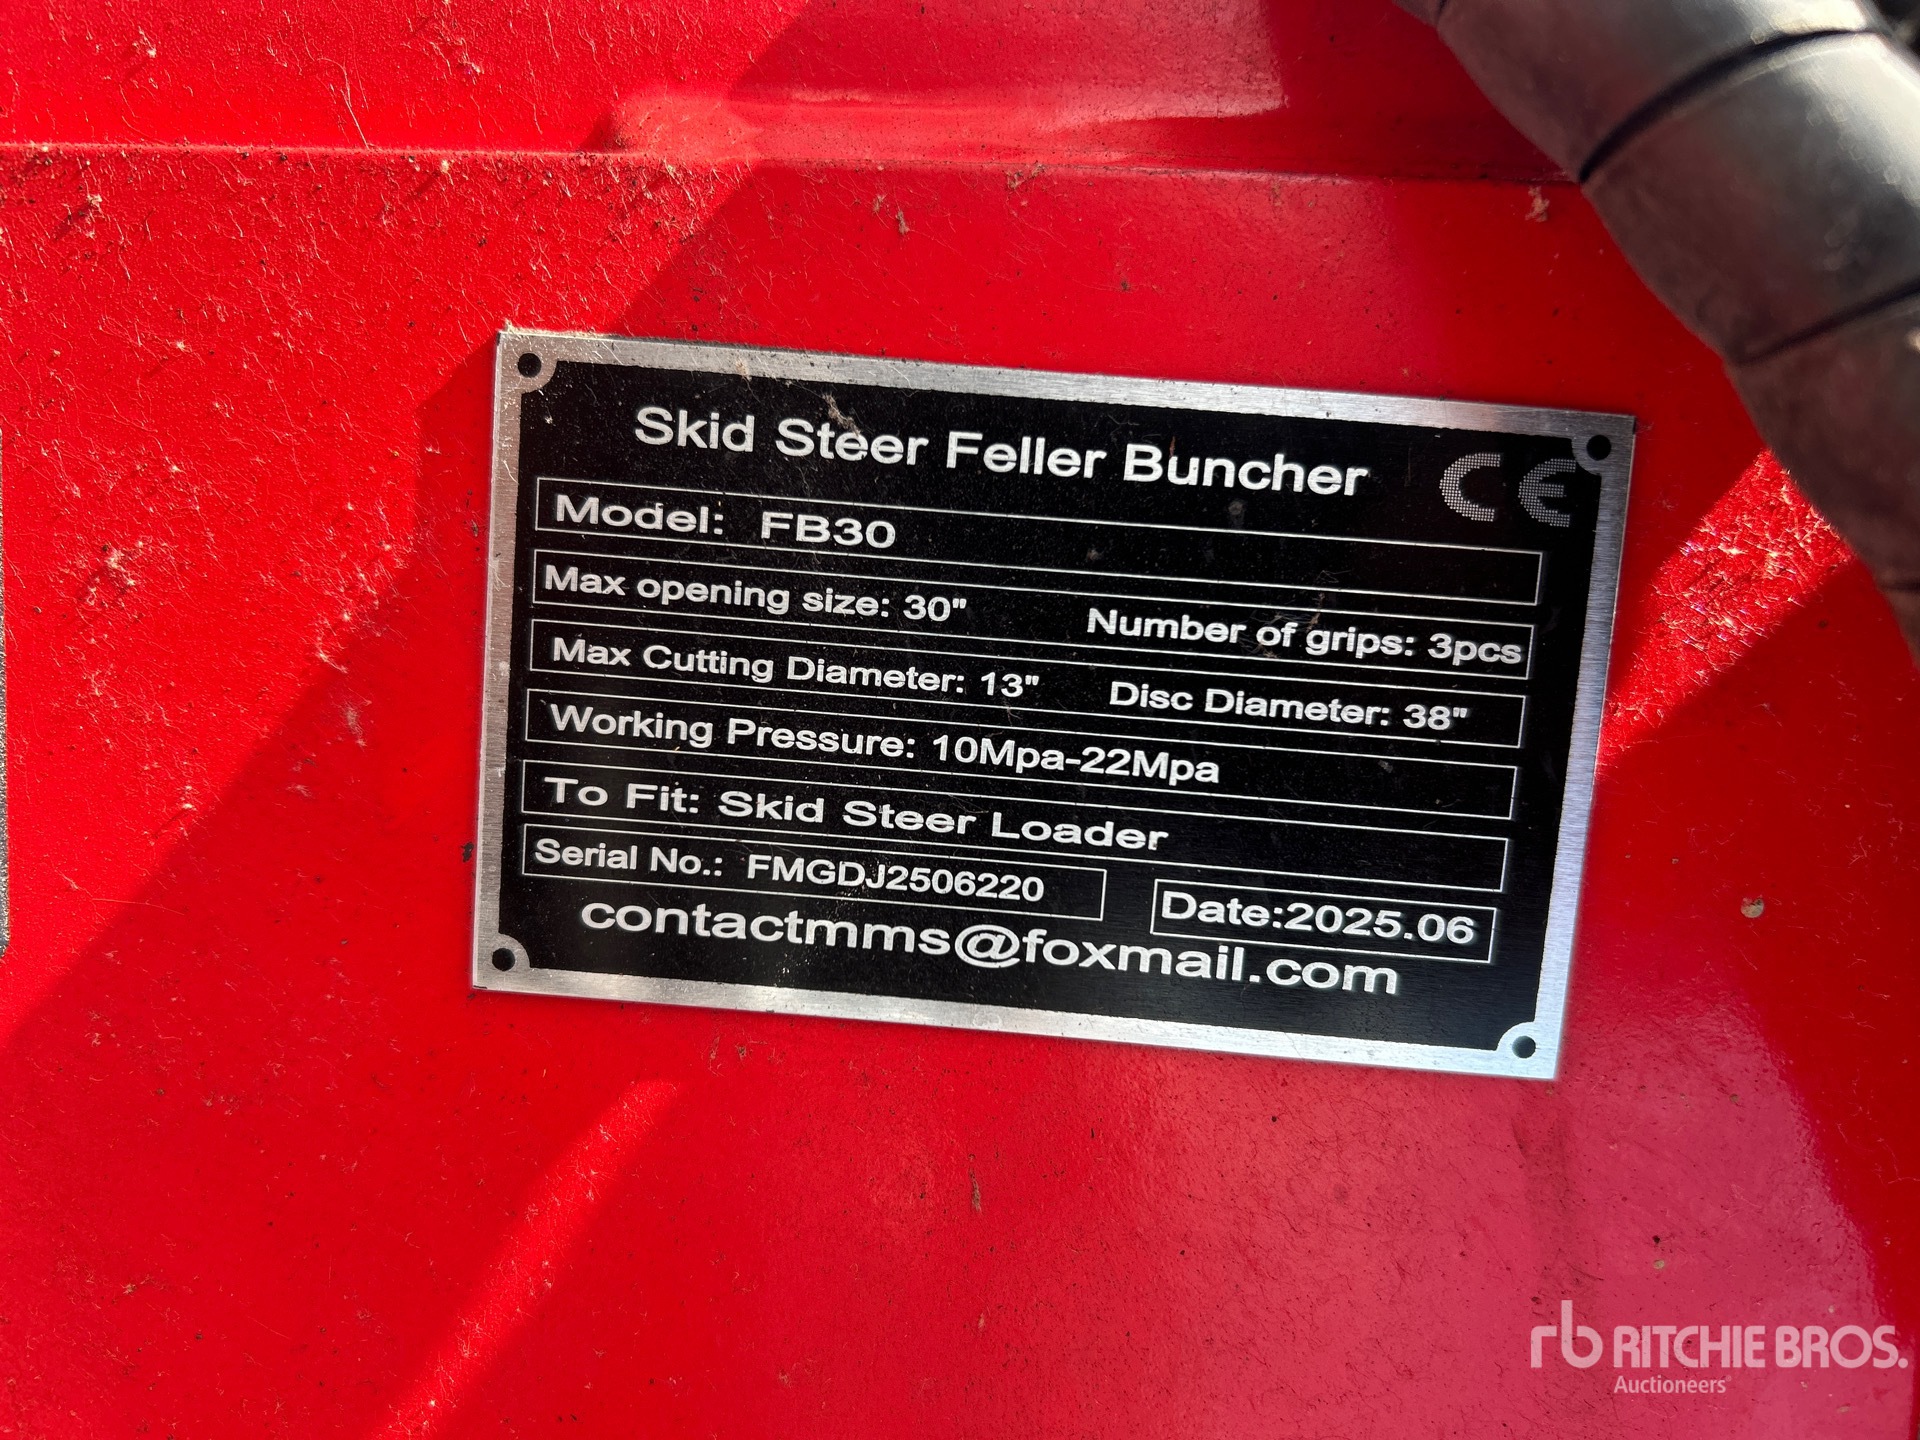 Skid Steer Feller Buncher CE
Model: FB30
Max opening size: 30" Number of grips: 3pcs
Max Cutting Diameter: 13" Disc Diameter: 38"
Working Pressure: 10Mpa-22Mpa
To Fit: Skid Steer Loader
Serial No.: FMGDJ2506220 Date:2025.06
contactmms@foxmail.com
rb RITCHIE BROS.
Auctioneers